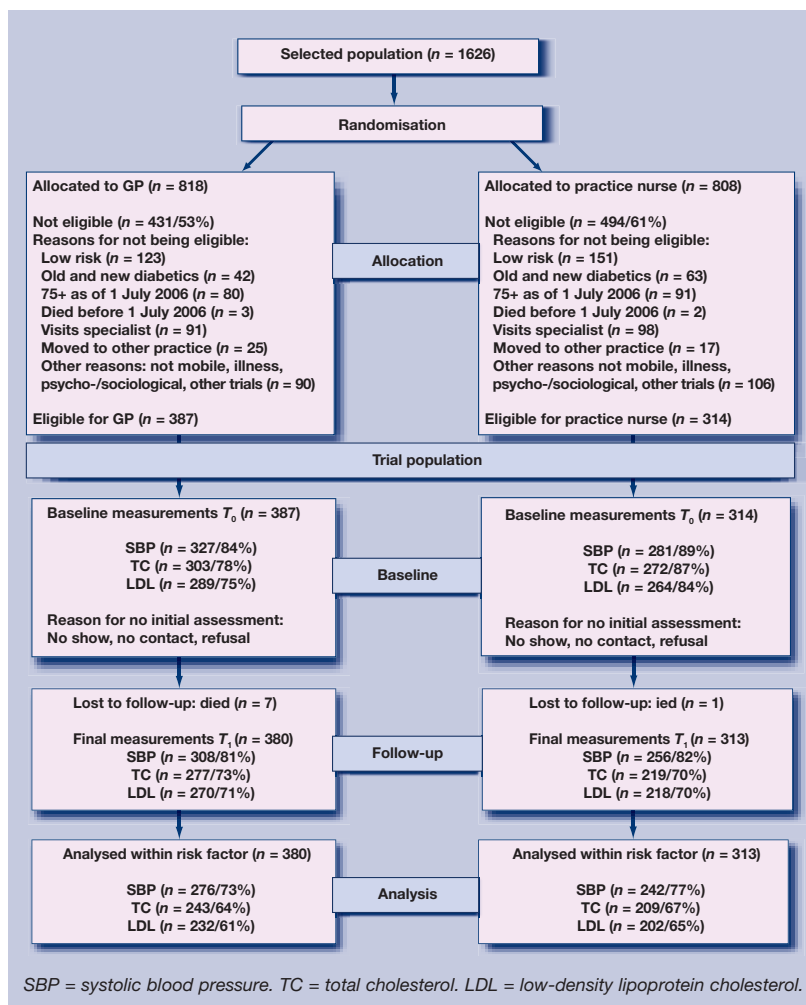 Selected population (n = 1626)
Randomisation
Allocated to GP (n = 818)
Not eligible (n = 431/53%)
Reasons for not being eligible:
Low risk (n = 123)
Old and new diabetics (n = 42)
75+ as of 1 July 2006 (n = 80)
Died before 1 July 2006 (n = 3)
Visits specialist (n = 91)
Moved to other practice (n = 25)
Other reasons: not mobile, illness,
psycho-/sociological, other trials (n = 90)
Eligible for GP (n = 387)
Allocation
Allocated to practice nurse (n = 808)
Not eligible (n = 494/61%)
Reasons for not being eligible:
Low risk (n = 151)
Old and new diabetics (n = 63)
75+ as of 1 July 2006 (n = 91)
Died before 1 July 2006 (n = 2)
Visits specialist (n = 98)
Moved to other practice (n = 17)
Other reasons not mobile, illness,
psycho-/sociological, other trials (n = 106)
Eligible for practice nurse (n = 314)
Trial population
Baseline measurements T0 (n = 387)
SBP (n = 327/84%)
TC (n = 303/78%)
LDL (n = 289/75%)
Reason for no initial assessment:
No show, no contact, refusal
Baseline
Baseline measurements T0 (n = 314)
SBP (n = 281/89%)
TC (n = 272/87%)
LDL (n = 264/84%)
Reason for no initial assessment:
No show, no contact, refusal
Lost to follow-up: died (n = 7)
Final measurements T1 (n = 380)
SBP (n = 308/81%)
TC (n = 277/73%)
LDL (n = 270/71%)
Follow-up
Lost to follow-up: ied (n = 1)
Final measurements T1 (n = 313)
SBP (n = 256/82%)
TC (n = 219/70%)
LDL (n = 218/70%)
Analysed within risk factor (n = 380)
SBP (n = 276/73%)
TC (n = 243/64%)
LDL (n = 232/61%)
Analysis
Analysed within risk factor (n = 313)
SBP (n = 242/77%)
TC (n = 209/67%)
LDL (n = 202/65%)
SBP = systolic blood pressure. TC = total cholesterol. LDL = low-density lipoprotein cholesterol.